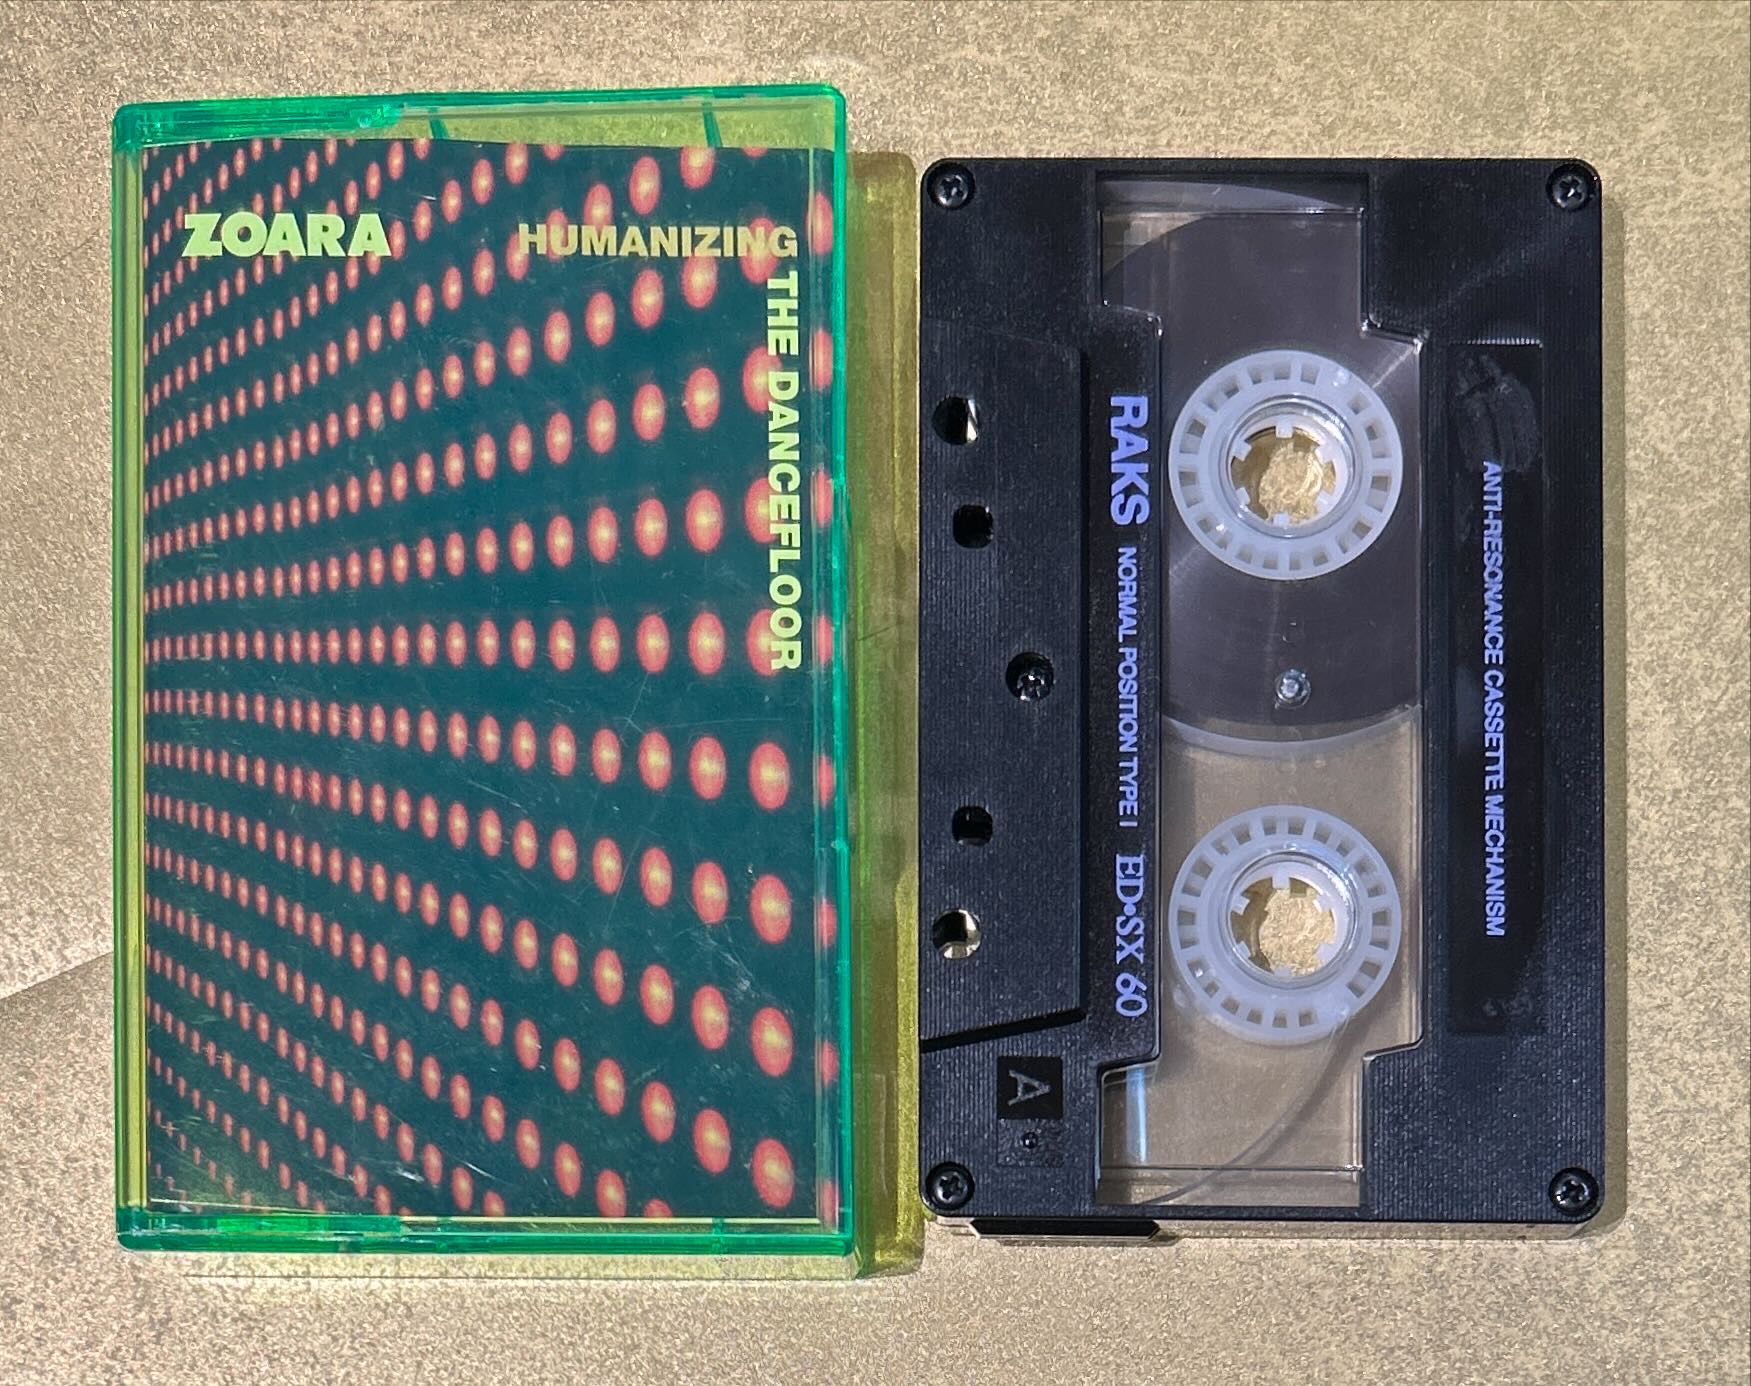 ZOARA
HUMANIZING
THE DANCEFLOOR
RAKS NORMAL POSITION TYPE I ED•SX 60
ANTI-RESONANCE CASSETTE MECHANISM
A